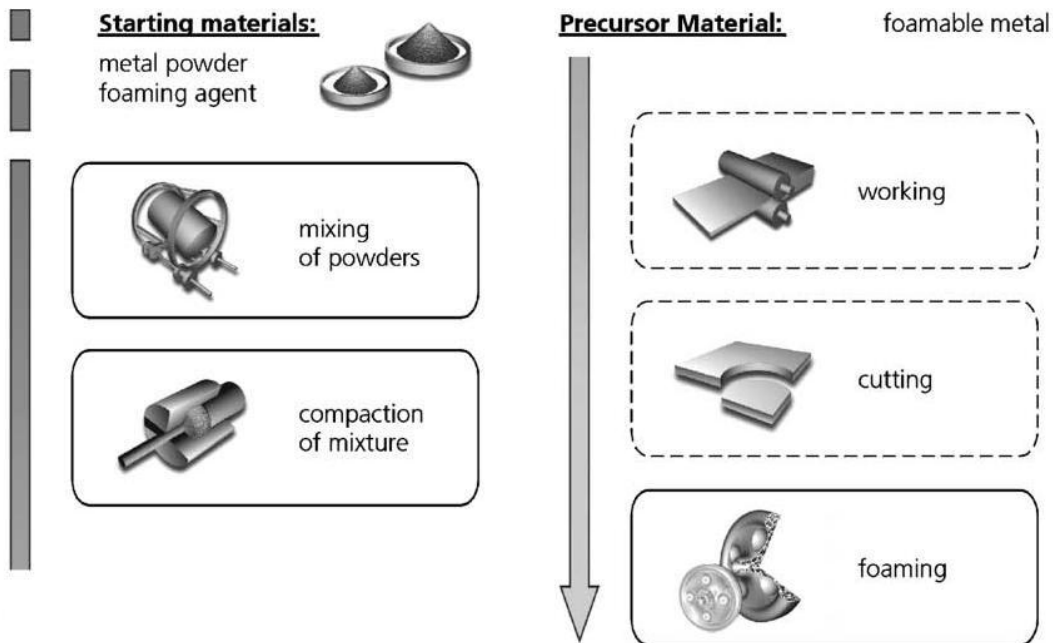 Starting materials:
metal powder
foaming agent
mixing
of powders
compaction
of mixture
Precursor Material: foamable metal
working
cutting
foaming